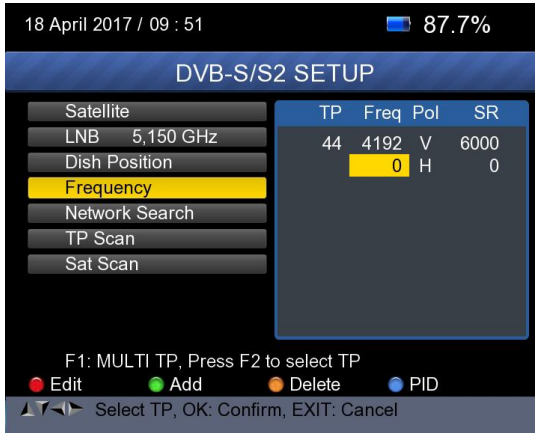 18 April 2017 / 09 : 51 87.7%
DVB-S/S2 SETUP
Satellite
LNB 5,150 GHz
Dish Position
Frequency
Network Search
TP Scan
Sat Scan
TP Freq Pol SR
44 4192 V 6000
0 H 0
F1: MULTI TP, Press F2 to select TP
Edit Add Delete PID
Select TP, OK: Confirm, EXIT: Cancel